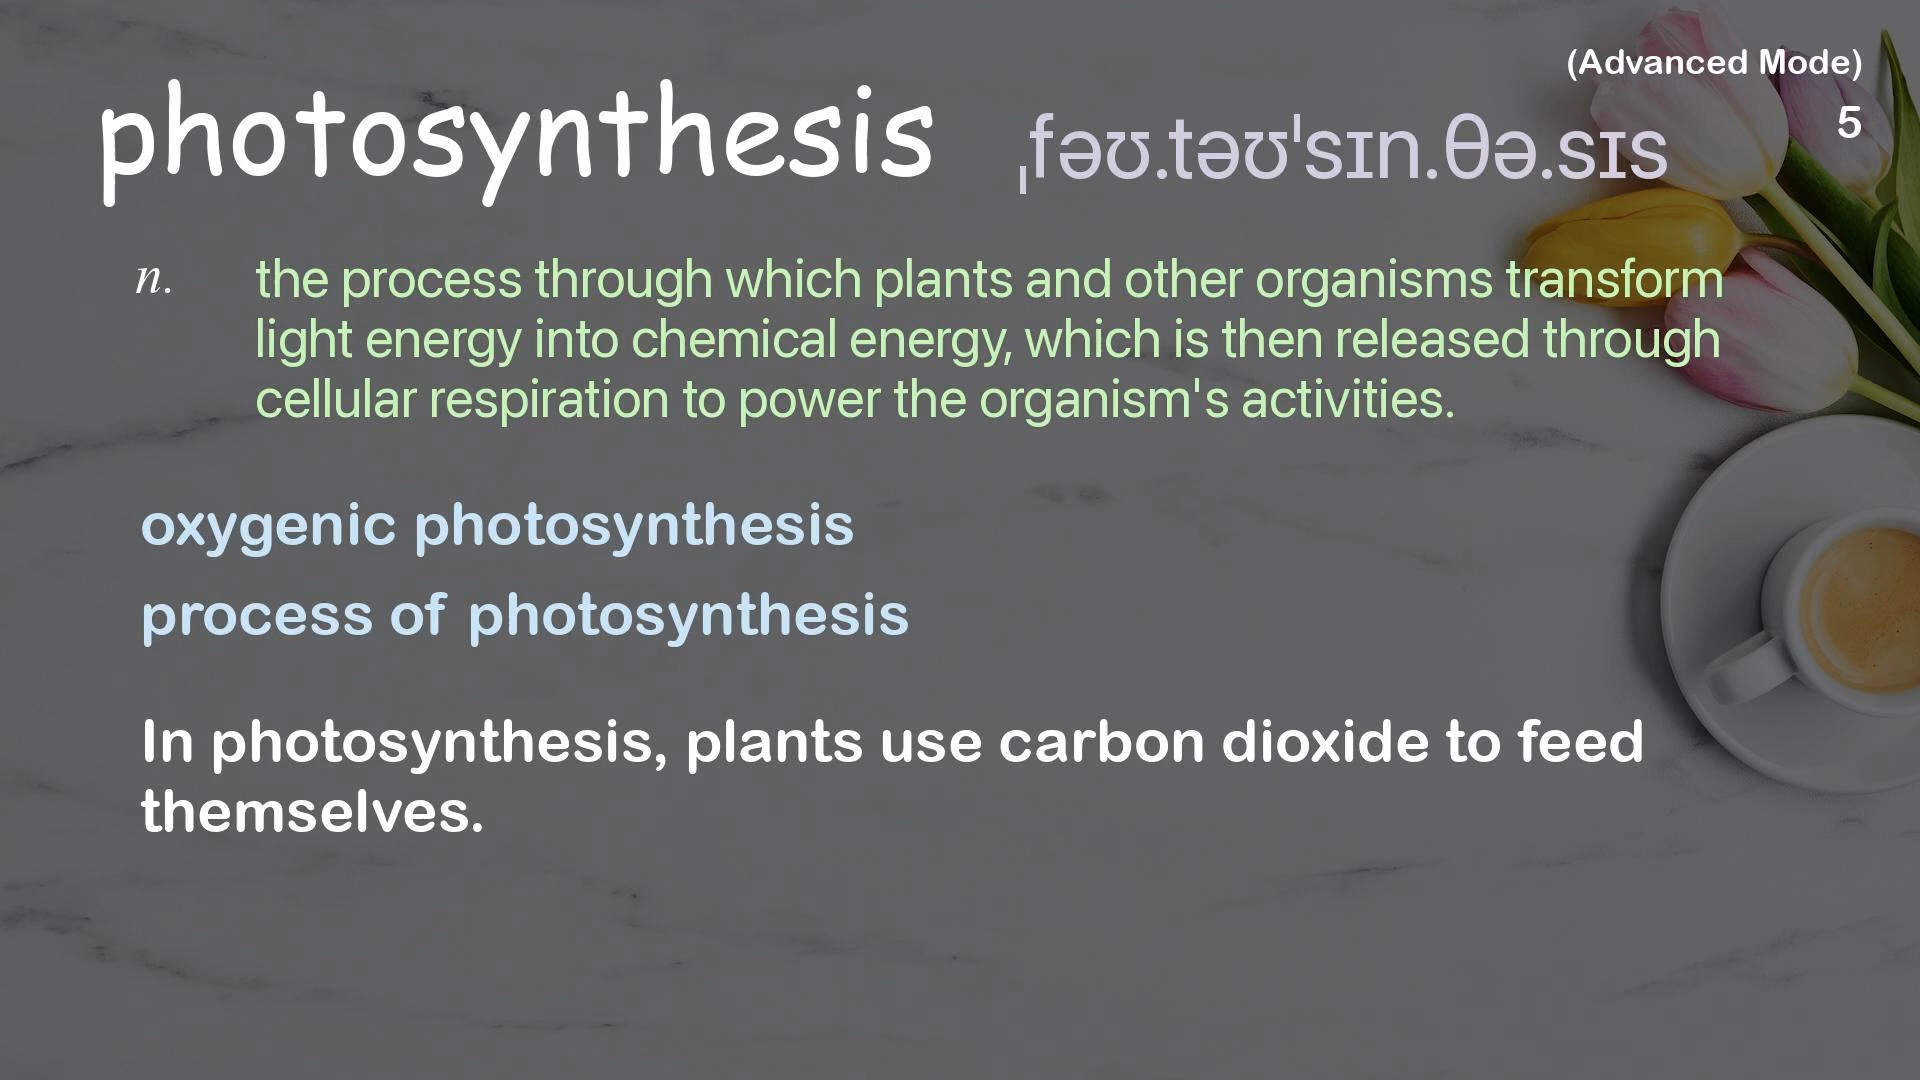 (Advanced Mode)
photosynthesis ˌfəʊ.təʊˈsɪn.θə.sɪs 5
n. the process through which plants and other organisms transform
light energy into chemical energy, which is then released through
cellular respiration to power the organism's activities.
oxygenic photosynthesis
process of photosynthesis
In photosynthesis, plants use carbon dioxide to feed
themselves.